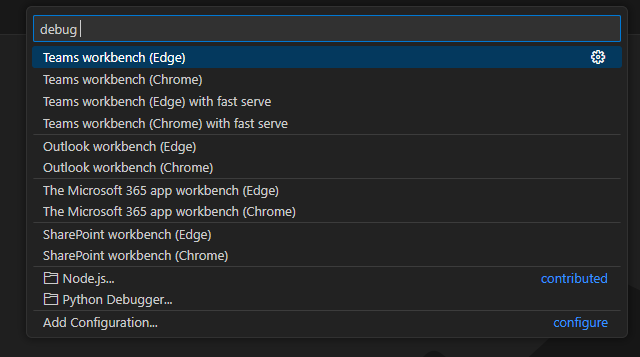 debug
Teams workbench (Edge)
Teams workbench (Chrome)
Teams workbench (Edge) with fast serve
Teams workbench (Chrome) with fast serve
Outlook workbench (Edge)
Outlook workbench (Chrome)
The Microsoft 365 app workbench (Edge)
The Microsoft 365 app workbench (Chrome)
SharePoint workbench (Edge)
SharePoint workbench (Chrome)
Node.js... contributed
Python Debugger...
Add Configuration... configure